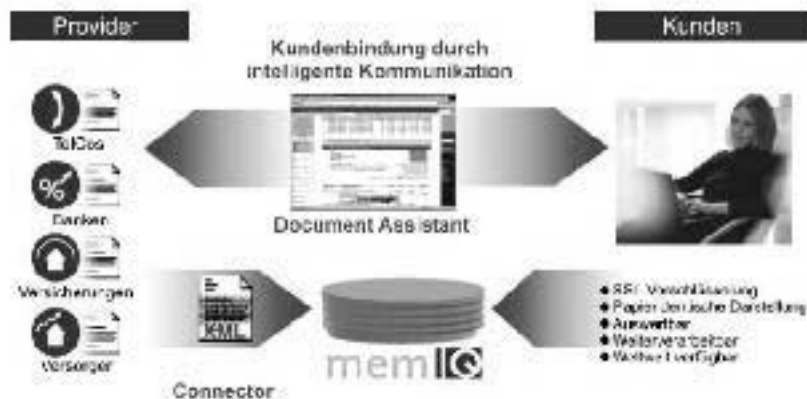 Provider
Kunden
Kundenbindung durch
intelligente Kommunikation
TelCos
Banken
Versicherungen
Versorger
Document Assistant
XML
Connector
memIQ
SSL Verschlüsselung
Papieridentische Darstellung
Auswertbar
Weiterverarbeitbar
Weltweit verfügbar